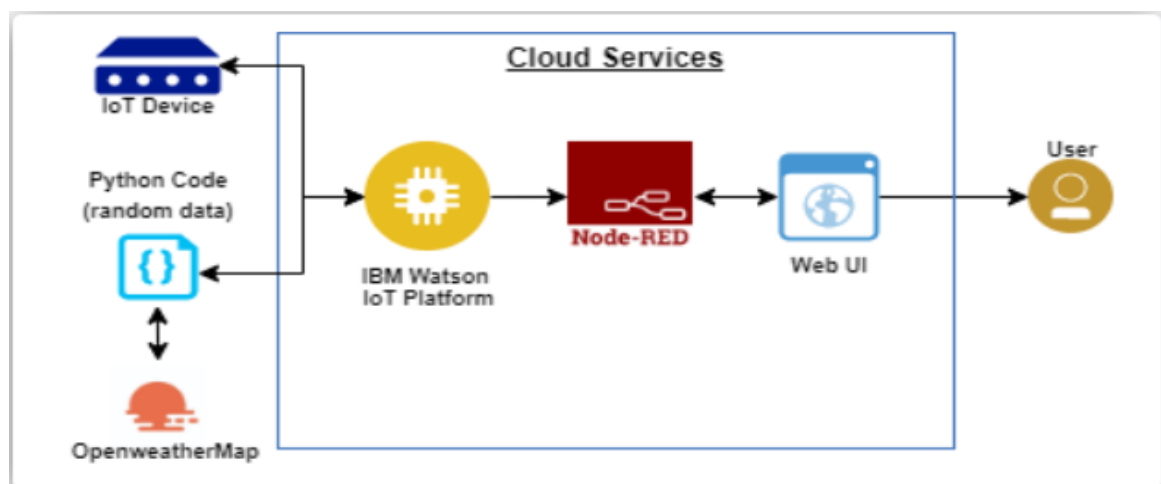 Cloud Services
IoT Device
Python Code
(random data)
{}
OpenweatherMap
IBM Watson
IoT Platform
Node-RED
Web UI
User